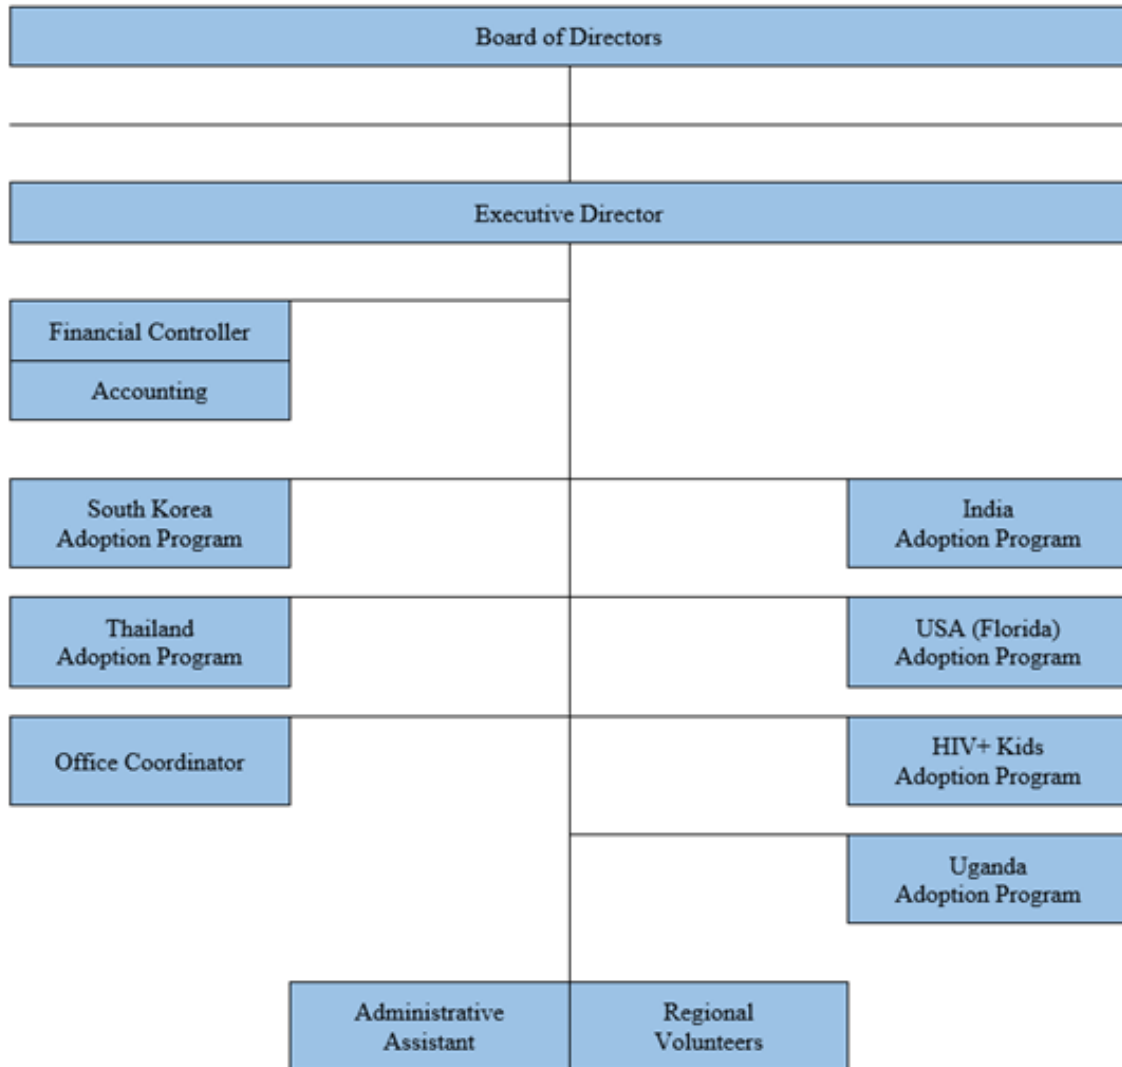 Board of Directors
Executive Director
Financial Controller
Accounting
South Korea
Adoption Program
India
Adoption Program
Thailand
Adoption Program
USA (Florida)
Adoption Program
Office Coordinator
HIV+ Kids
Adoption Program
Uganda
Adoption Program
Administrative
Assistant
Regional
Volunteers